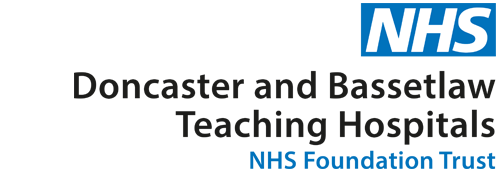 NHS
Doncaster and Bassetlaw
Teaching Hospitals
NHS Foundation Trust